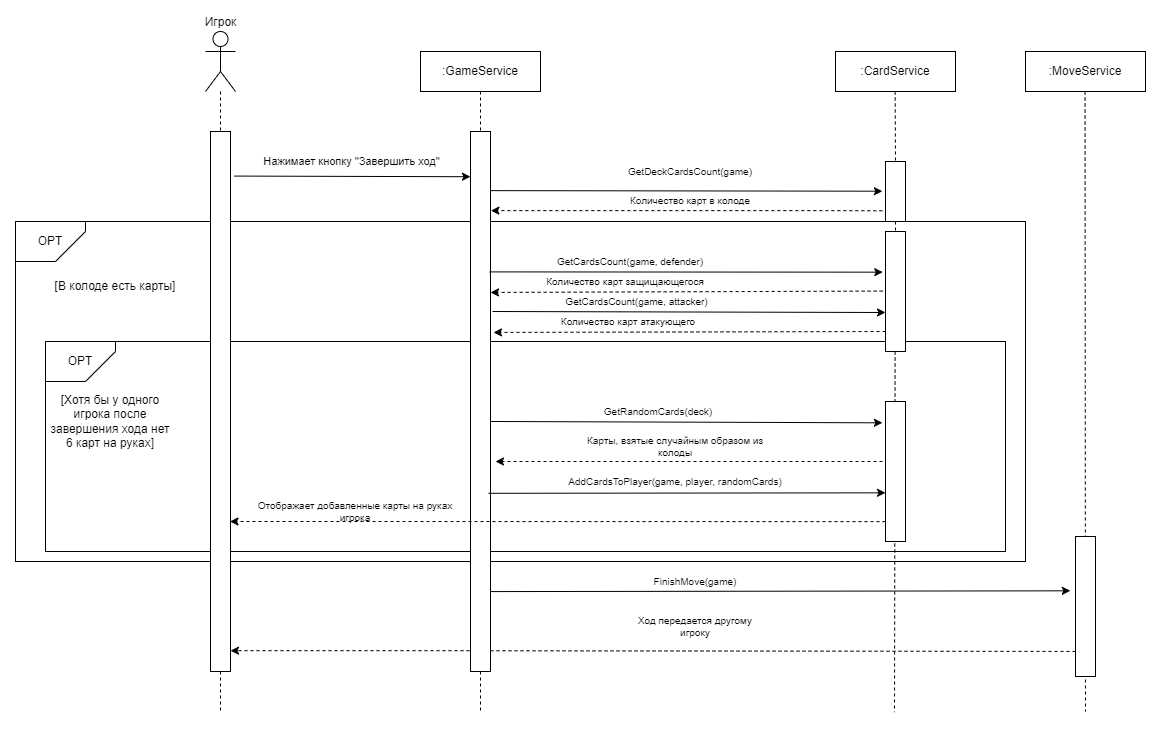 Игрок
:GameService
:CardService
:MoveService
Нажимает кнопку "Завершить ход"
GetDeckCardsCount(game)
Количество карт в колоде
OPT
[В колоде есть карты]
GetCardsCount(game, defender)
Количество карт защищающегося
GetCardsCount(game, attacker)
Количество карт атакующего
OPT
[Хотя бы у одного
игрока после
завершения хода нет
6 карт на руках]
GetRandomCards(deck)
Карты, взятые случайным образом из
колоды
AddCardsToPlayer(game, player, randomCards)
Отображает добавленные карты на руках
игрока
FinishMove(game)
Ход передается другому
игроку